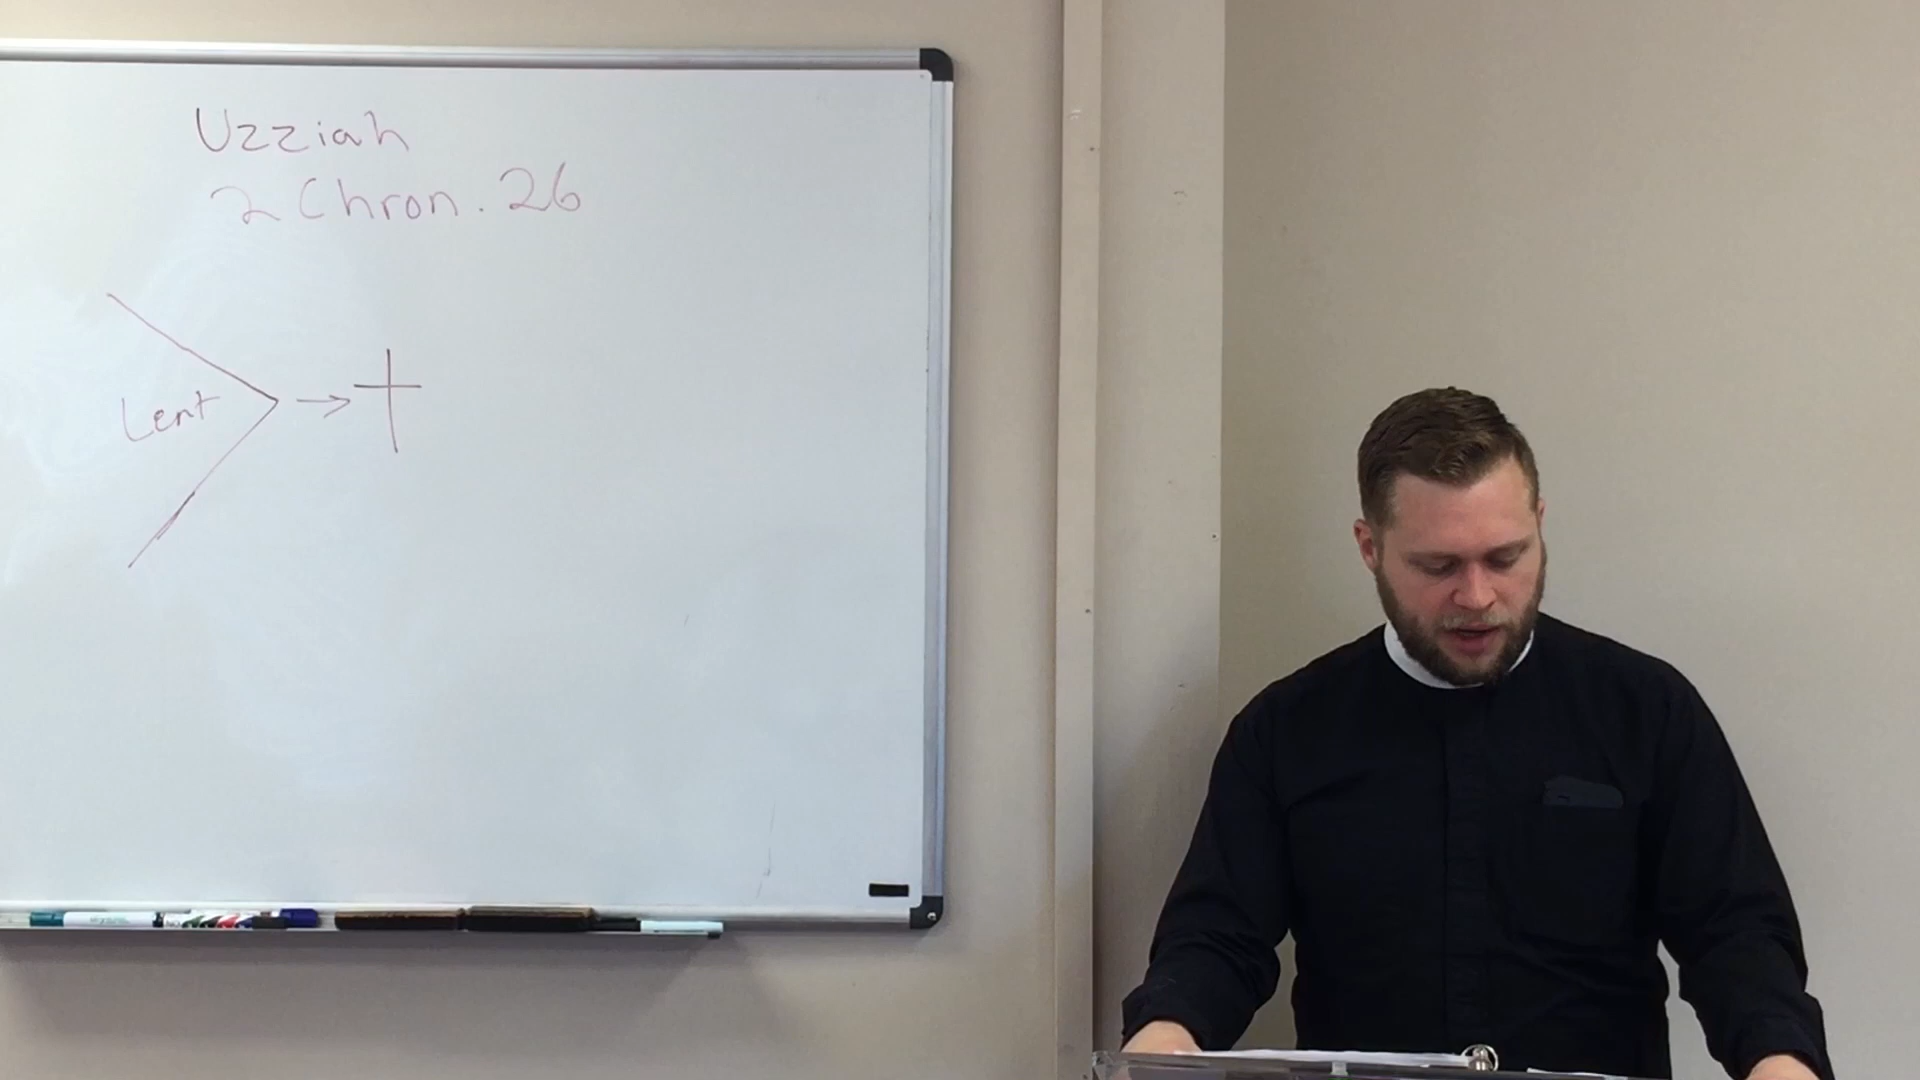 Uzziah
2 Chron. 26
Lent →